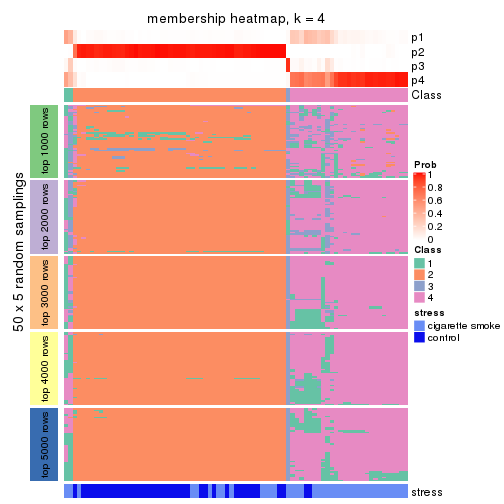 membership heatmap, k = 4
p1
p2
p3
p4
Class
50 x 5 random samplings
top 1000 rows
top 2000 rows
top 3000 rows
top 4000 rows
top 5000 rows
stress
Prob
1
0.8
0.6
0.4
0.2
0
Class
1
2
3
4
stress
cigarette smoke
control